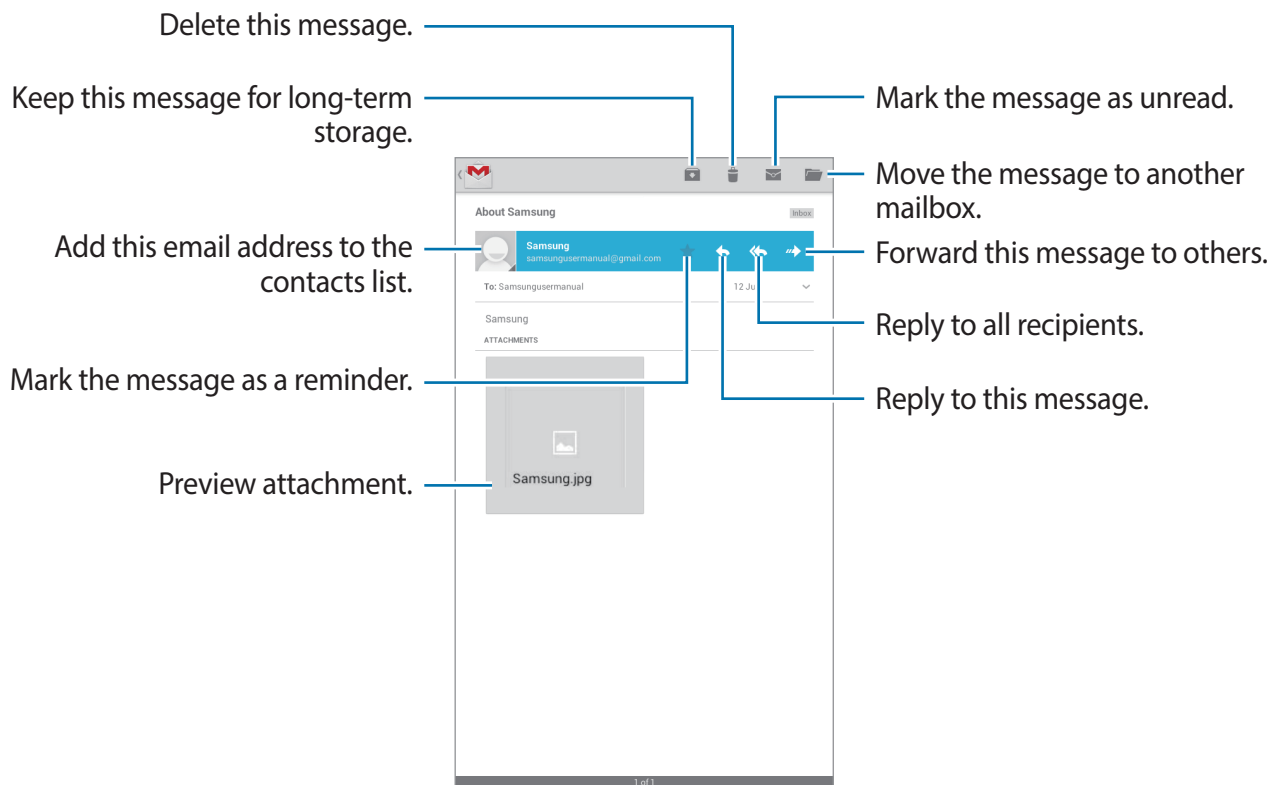 Delete this message.
Keep this message for long-term
storage.
Mark the message as unread.
Move the message to another
mailbox.
About Samsung
Inbox
Add this email address to the
contacts list.
Samsung
samsungusermanual@gmail.com
Forward this message to others.
To: Samsungusermanual
12
Samsung
ATTACHMENTS
Reply to all recipients.
Mark the message as a reminder.
Reply to this message.
Samsung.jpg
Preview attachment.
1 of 1